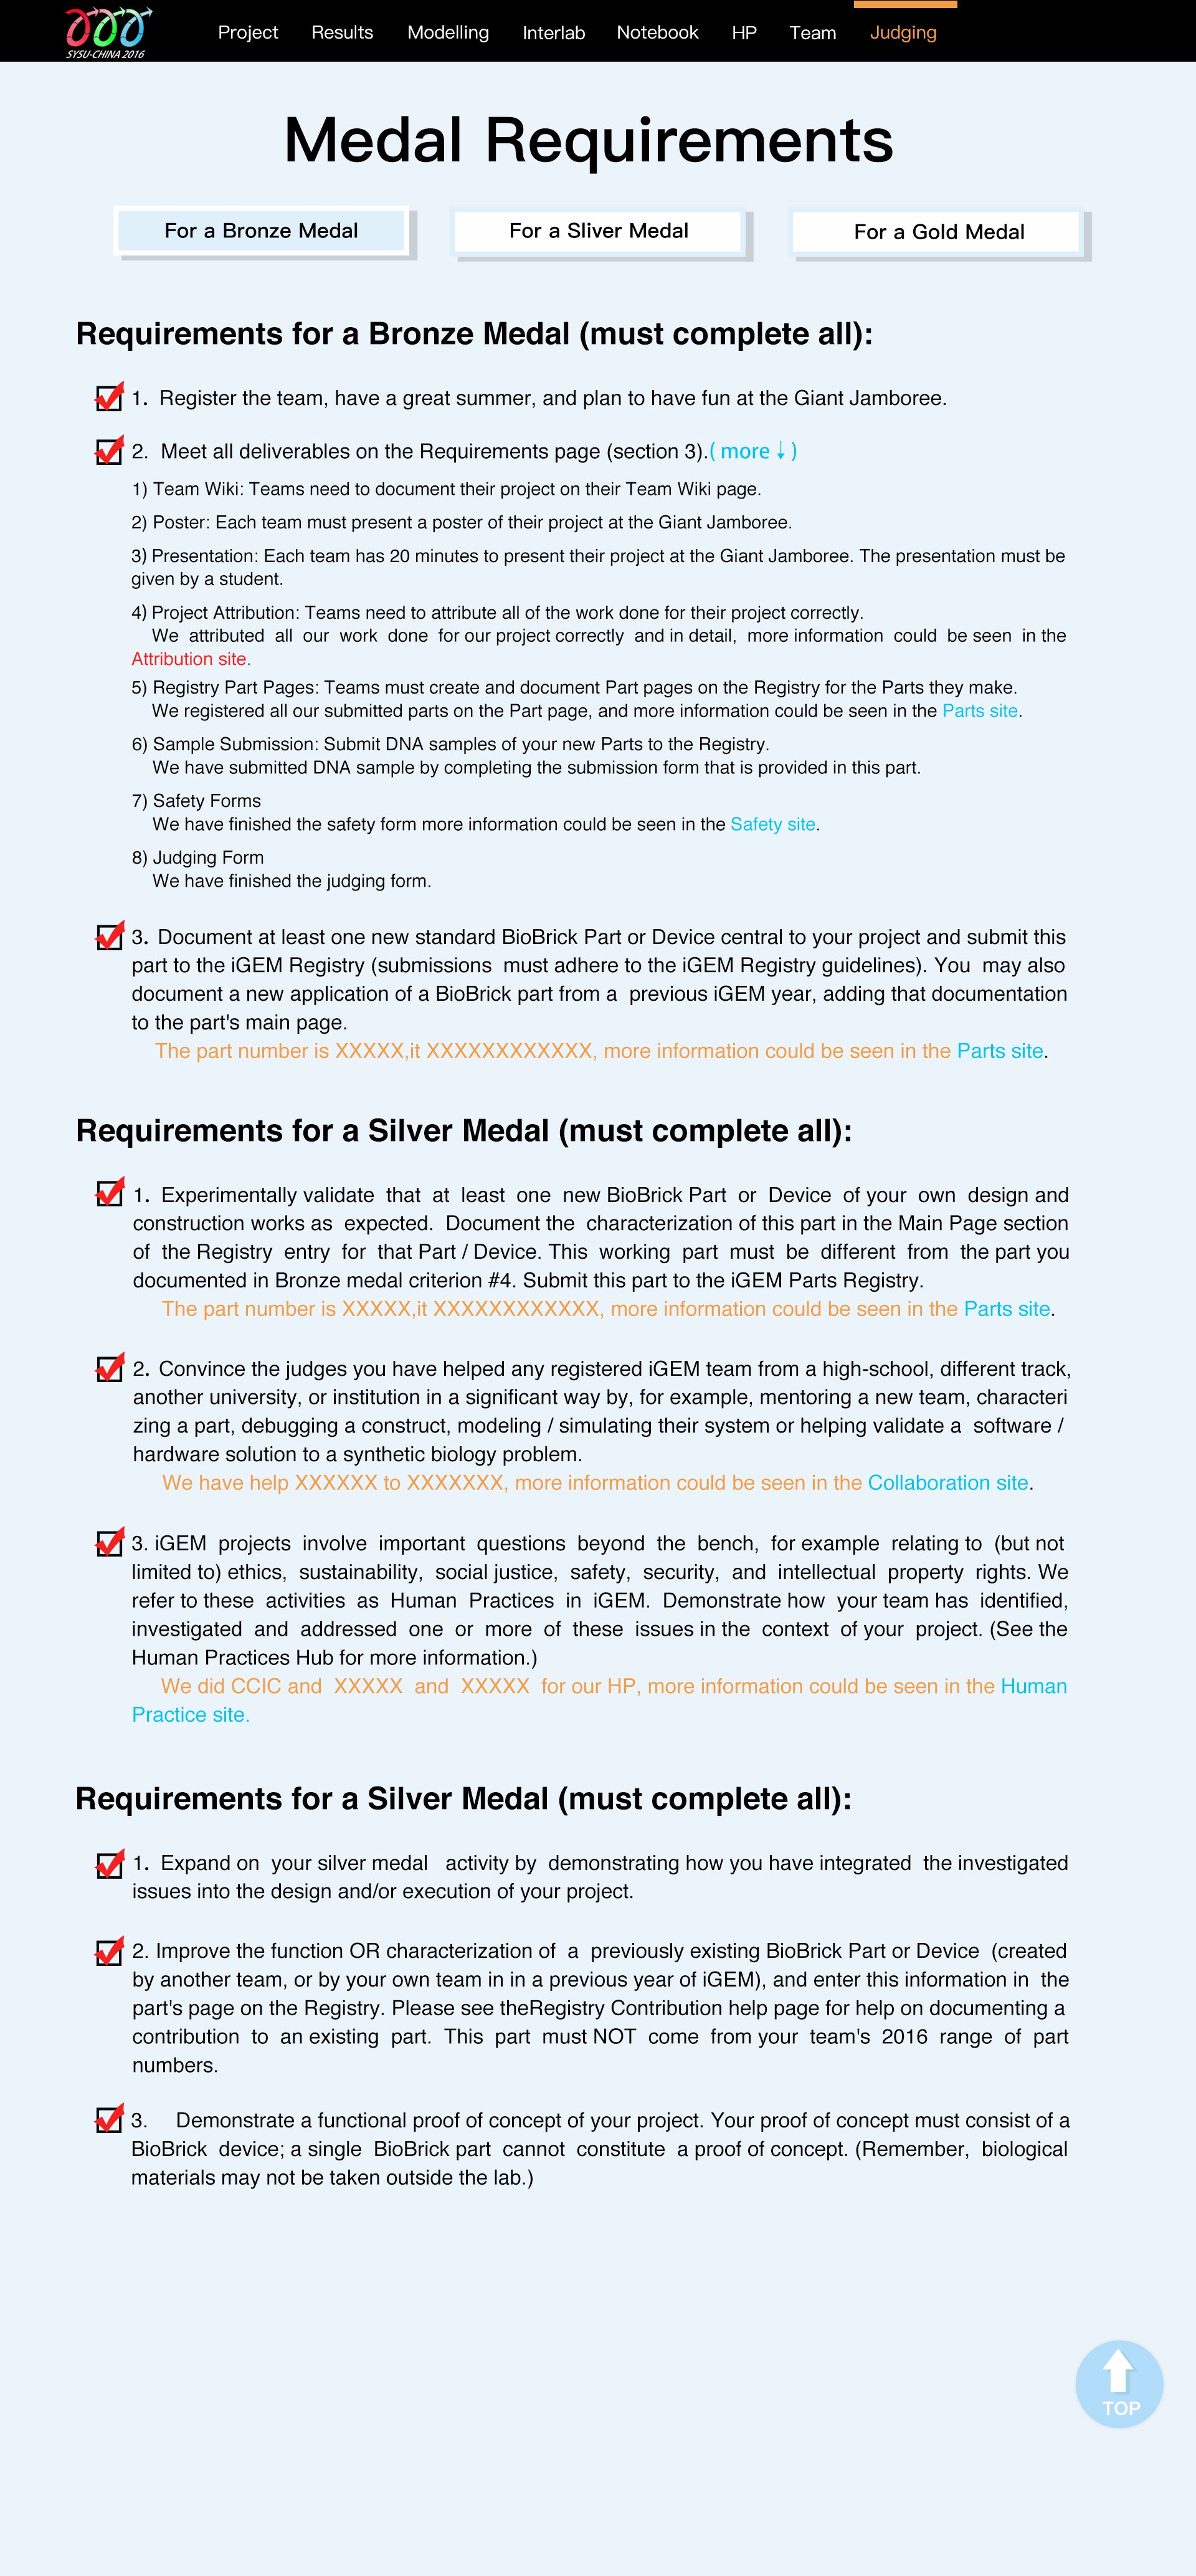 SYSU-CHINA 2016
Project Results Modelling Interlab Notebook HP Team Judging
Medal Requirements
For a Bronze Medal For a Sliver Medal For a Gold Medal
Requirements for a Bronze Medal (must complete all):
1. Register the team, have a great summer, and plan to have fun at the Giant Jamboree.
2. Meet all deliverables on the Requirements page (section 3).( more ↓ )
1) Team Wiki: Teams need to document their project on their Team Wiki page.
2) Poster: Each team must present a poster of their project at the Giant Jamboree.
3) Presentation: Each team has 20 minutes to present their project at the Giant Jamboree. The presentation must be
given by a student.
4) Project Attribution: Teams need to attribute all of the work done for their project correctly.
We attributed all our work done for our project correctly and in detail, more information could be seen in the
Attribution site.
5) Registry Part Pages: Teams must create and document Part pages on the Registry for the Parts they make.
We registered all our submitted parts on the Part page, and more information could be seen in the Parts site.
6) Sample Submission: Submit DNA samples of your new Parts to the Registry.
We have submitted DNA sample by completing the submission form that is provided in this part.
7) Safety Forms
We have finished the safety form more information could be seen in the Safety site.
8) Judging Form
We have finished the judging form.
3. Document at least one new standard BioBrick Part or Device central to your project and submit this
part to the iGEM Registry (submissions must adhere to the iGEM Registry guidelines). You may also
document a new application of a BioBrick part from a previous iGEM year, adding that documentation
to the part's main page.
The part number is XXXXX,it XXXXXXXXXXXX, more information could be seen in the Parts site.
Requirements for a Silver Medal (must complete all):
1. Experimentally validate that at least one new BioBrick Part or Device of your own design and
construction works as expected. Document the characterization of this part in the Main Page section
of the Registry entry for that Part / Device. This working part must be different from the part you
documented in Bronze medal criterion #4. Submit this part to the iGEM Parts Registry.
The part number is XXXXX,it XXXXXXXXXXXX, more information could be seen in the Parts site.
2. Convince the judges you have helped any registered iGEM team from a high-school, different track,
another university, or institution in a significant way by, for example, mentoring a new team, characteri
zing a part, debugging a construct, modeling / simulating their system or helping validate a software /
hardware solution to a synthetic biology problem.
We have help XXXXXX to XXXXXXX, more information could be seen in the Collaboration site.
3. iGEM projects involve important questions beyond the bench, for example relating to (but not
limited to) ethics, sustainability, social justice, safety, security, and intellectual property rights. We
refer to these activities as Human Practices in iGEM. Demonstrate how your team has identified,
investigated and addressed one or more of these issues in the context of your project. (See the
Human Practices Hub for more information.)
We did CCIC and XXXXX and XXXXX for our HP, more information could be seen in the Human
Practice site.
Requirements for a Silver Medal (must complete all):
1. Expand on your silver medal activity by demonstrating how you have integrated the investigated
issues into the design and/or execution of your project.
2. Improve the function OR characterization of a previously existing BioBrick Part or Device (created
by another team, or by your own team in in a previous year of iGEM), and enter this information in the
part's page on the Registry. Please see theRegistry Contribution help page for help on documenting a
contribution to an existing part. This part must NOT come from your team's 2016 range of part
numbers.
3. Demonstrate a functional proof of concept of your project. Your proof of concept must consist of a
BioBrick device; a single BioBrick part cannot constitute a proof of concept. (Remember, biological
materials may not be taken outside the lab.)
TOP